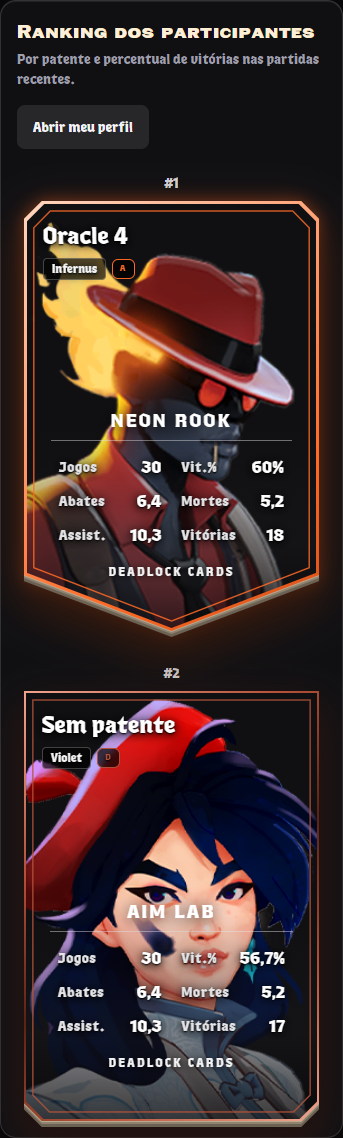 Ranking dos participantes
Por patente e percentual de vitórias nas partidas
recentes.
Abrir meu perfil
#1
Oracle 4
Infernus A
NEON ROOK
Jogos 30 Vit.% 60%
Abates 6,4 Mortes 5,2
Assist. 10,3 Vitórias 18
DEADLOCK CARDS
#2
Sem patente
Violet D
AIM LAB
Jogos 30 Vit.% 56,7%
Abates 6,4 Mortes 5,2
Assist. 10,3 Vitórias 17
DEADLOCK CARDS